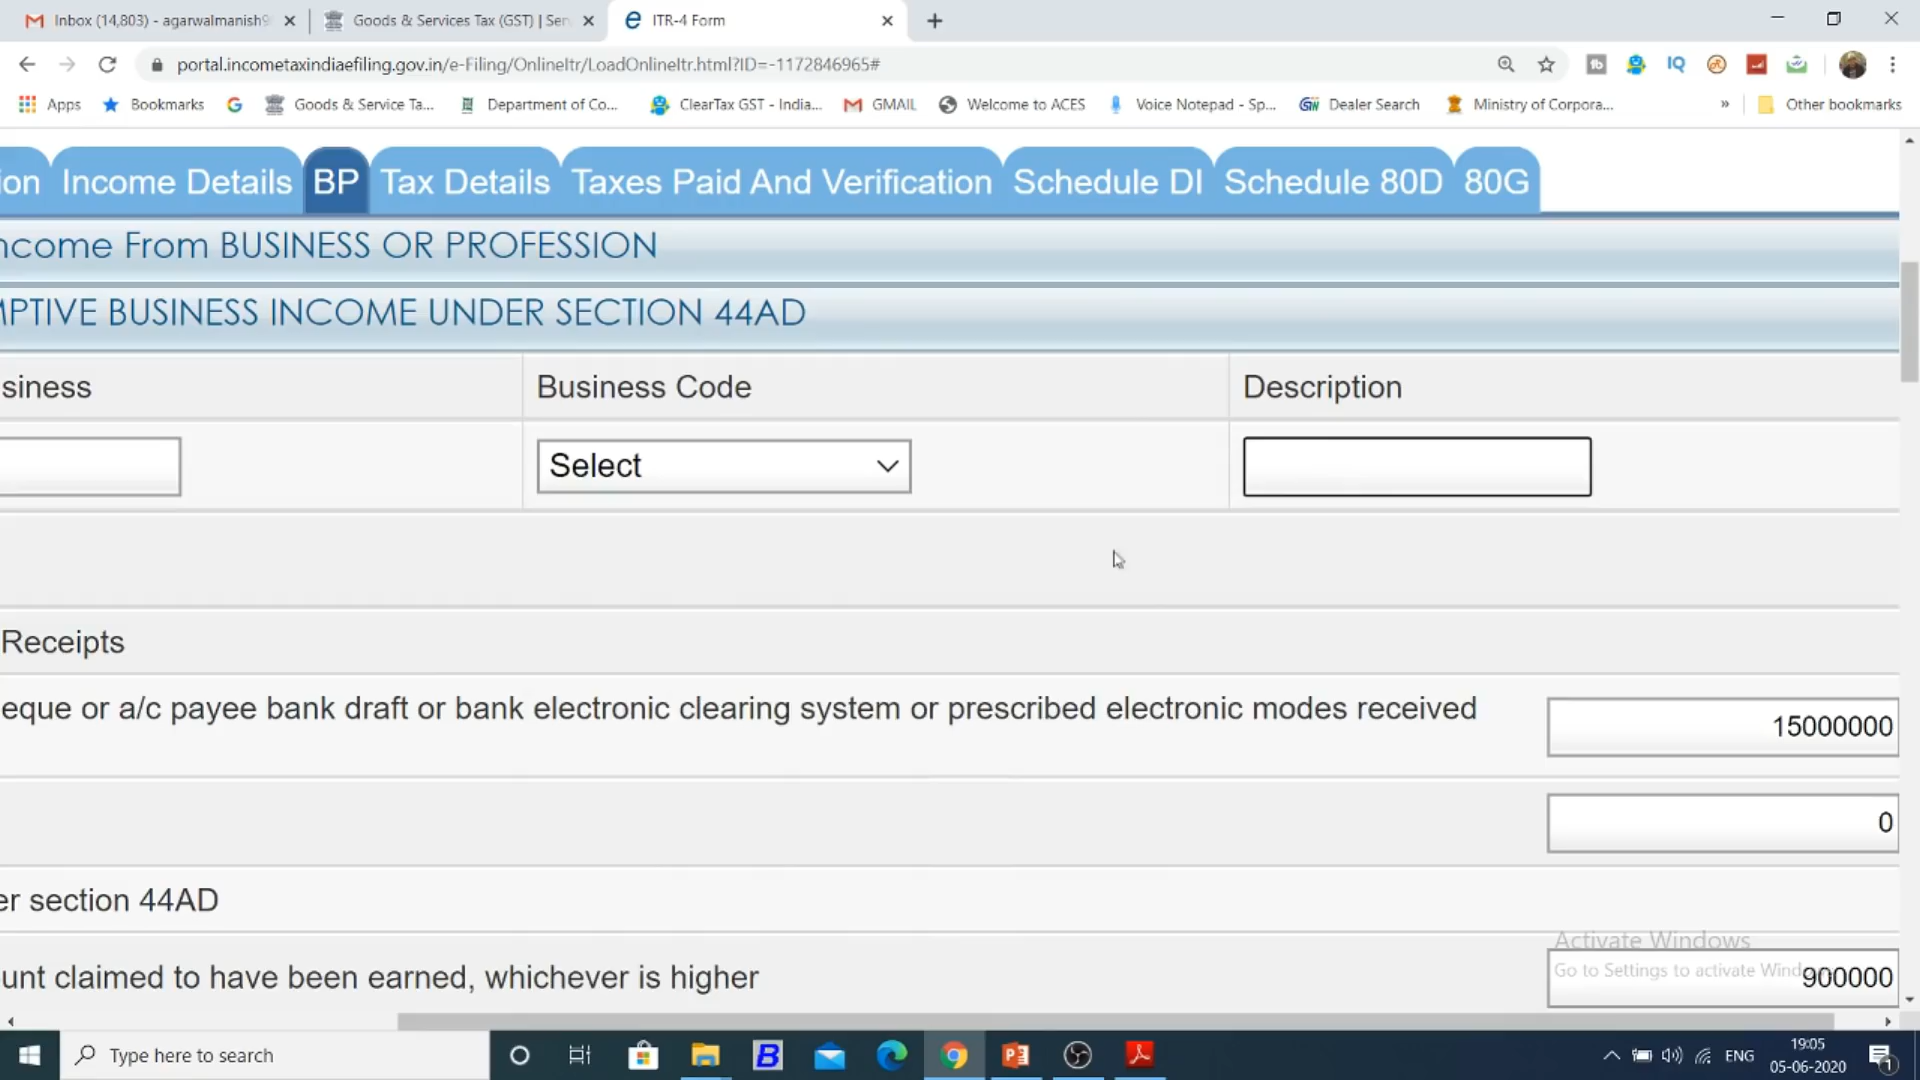 Inbox (14,803) - agarwalmanish9
Goods & Services Tax (GST) | Ser
ITR-4 Form
portal.incometaxindiaefiling.gov.in/e-Filing/OnlineItr/LoadOnlineItr.html?ID=-1172846965#
Apps
Bookmarks
Goods & Service Ta...
Department of Co...
ClearTax GST - India...
GMAIL
Welcome to ACES
Voice Notepad - Sp...
Dealer Search
Ministry of Corpora...
»
Other bookmarks
ion
Income Details
BP
Tax Details
Taxes Paid And Verification
Schedule DI
Schedule 80D
80G
ncome From BUSINESS OR PROFESSION
MPTIVE BUSINESS INCOME UNDER SECTION 44AD
siness
Business Code
Description
Select
Receipts
eque or a/c payee bank draft or bank electronic clearing system or prescribed electronic modes received
15000000
0
er section 44AD
Activate Windows
Go to Settings to activate Wind
unt claimed to have been earned, whichever is higher
900000
Type here to search
ENG
19:05
05-06-2020
1